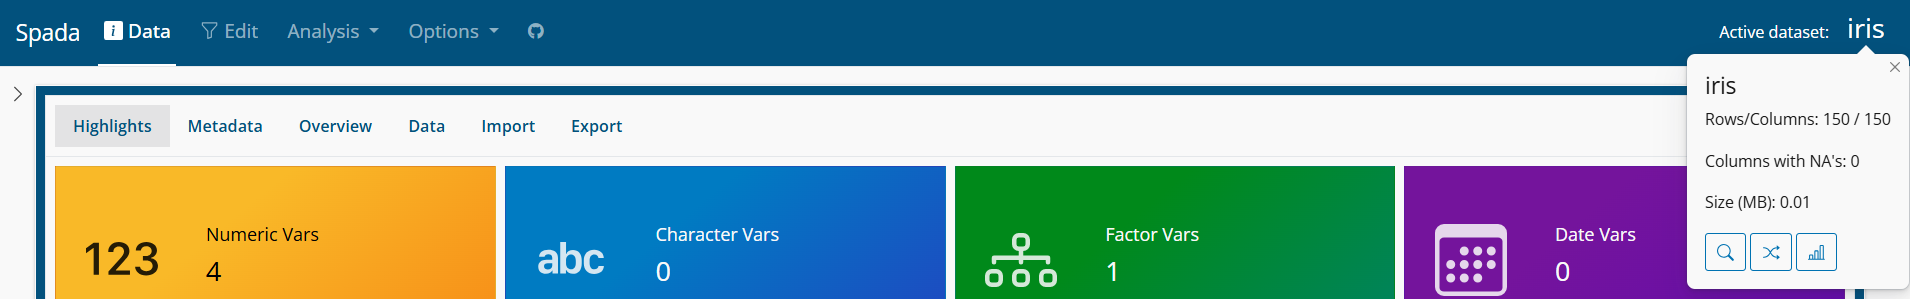 Spada Data Edit Analysis Options Active dataset: iris
iris
Rows/Columns: 150 / 150
Columns with NA's: 0
Size (MB): 0.01
Highlights Metadata Overview Data Import Export
123 Numeric Vars
4
abc Character Vars
0
Factor Vars
1
Date Vars
0